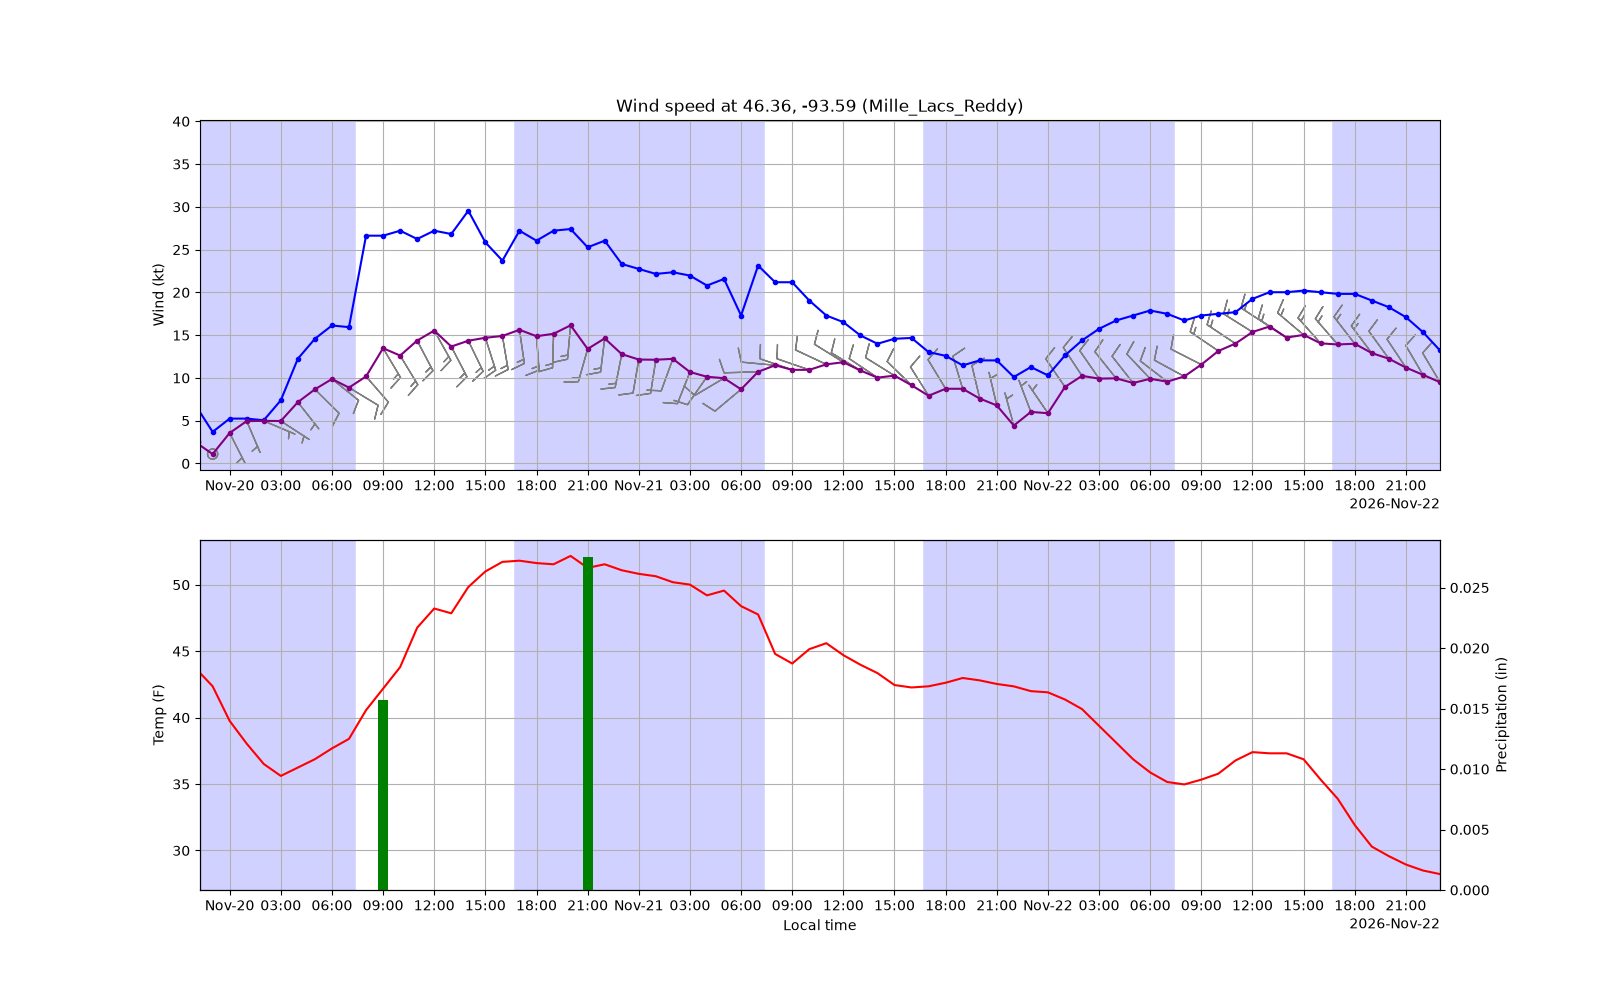 Wind speed at 46.36, -93.59 (Mille_Lacs_Reddy)
40
35
30
25
20
15
10
5
0
Wind (kt)
Nov-20 03:00 06:00 09:00 12:00 15:00 18:00 21:00 Nov-21 03:00 06:00 09:00 12:00 15:00 18:00 21:00 Nov-22 03:00 06:00 09:00 12:00 15:00 18:00 21:00
2026-Nov-22
50
45
40
35
30
Temp (F)
0.025
0.020
0.015
0.010
0.005
0.000
Precipitation (in)
Nov-20 03:00 06:00 09:00 12:00 15:00 18:00 21:00 Nov-21 03:00 06:00 09:00 12:00 15:00 18:00 21:00 Nov-22 03:00 06:00 09:00 12:00 15:00 18:00 21:00
Local time
2026-Nov-22